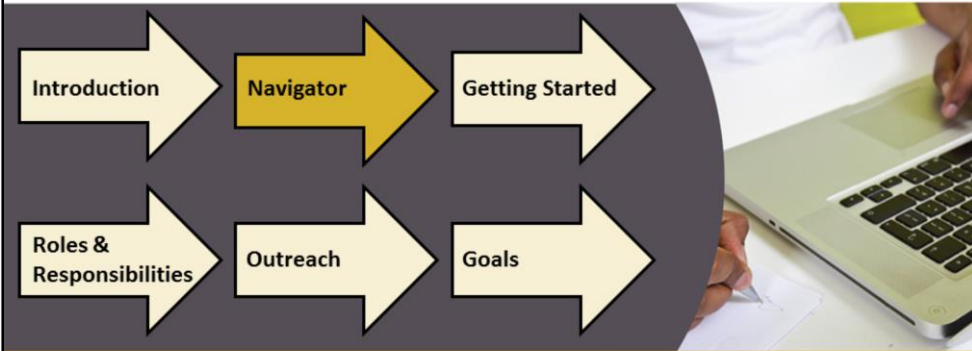 Introduction
Navigator
Getting Started
Roles &
Responsibilities
Outreach
Goals